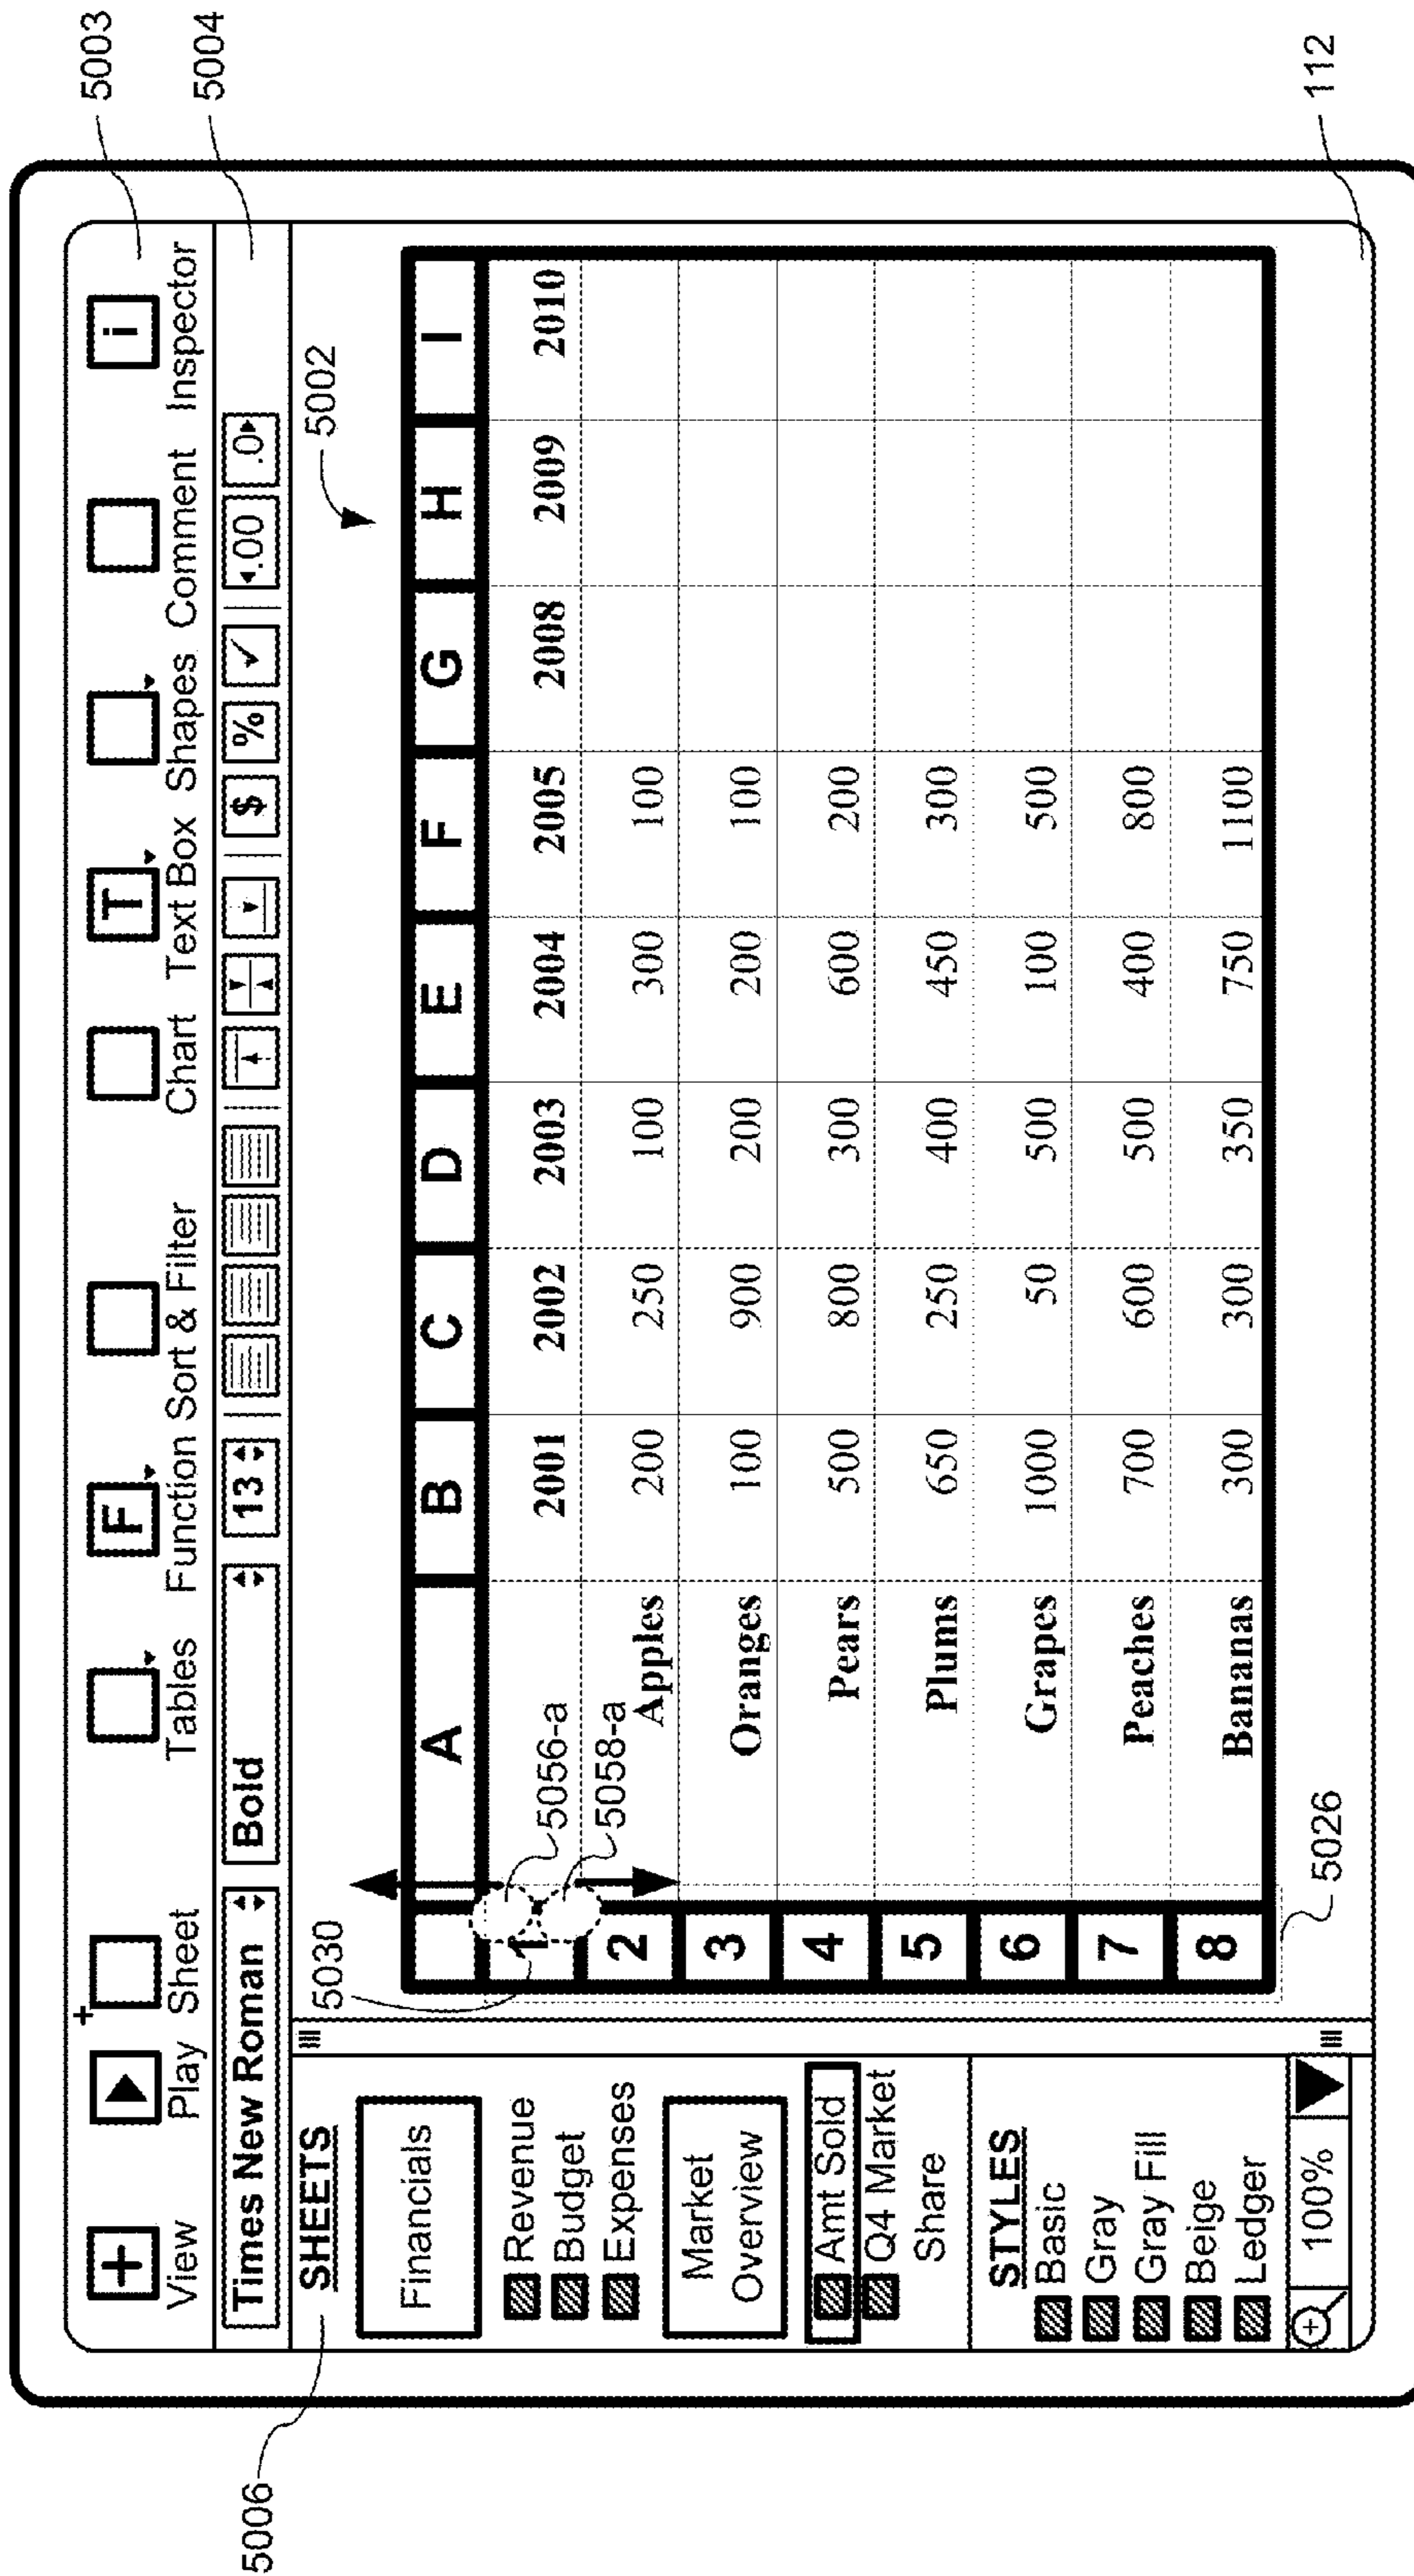 5003
5004
+
T
F
i
View Play Sheet Tables Function Sort & Filter Chart Text Box Shapes Comment Inspector
Times New Roman Bold 13 $ % ✓ .00 .0
5006
SHEETS
Financials
Revenue
Budget
Expenses
Market
Overview
Amt Sold
Q4 Market
Share
STYLES
Basic
Gray
Gray Fill
Beige
Ledger
100%
5030
5002
A B C D E F G H I
1 2001 2002 2003 2004 2005 2008 2009 2010
5056-a
5058-a
2 Apples 200 250 100 300 100
3 Oranges 100 900 200 200 100
4 Pears 500 800 300 600 200
5 Plums 650 250 400 450 300
6 Grapes 1000 50 500 100 500
7 Peaches 700 600 500 400 800
8 Bananas 300 300 350 750 1100
5026
112